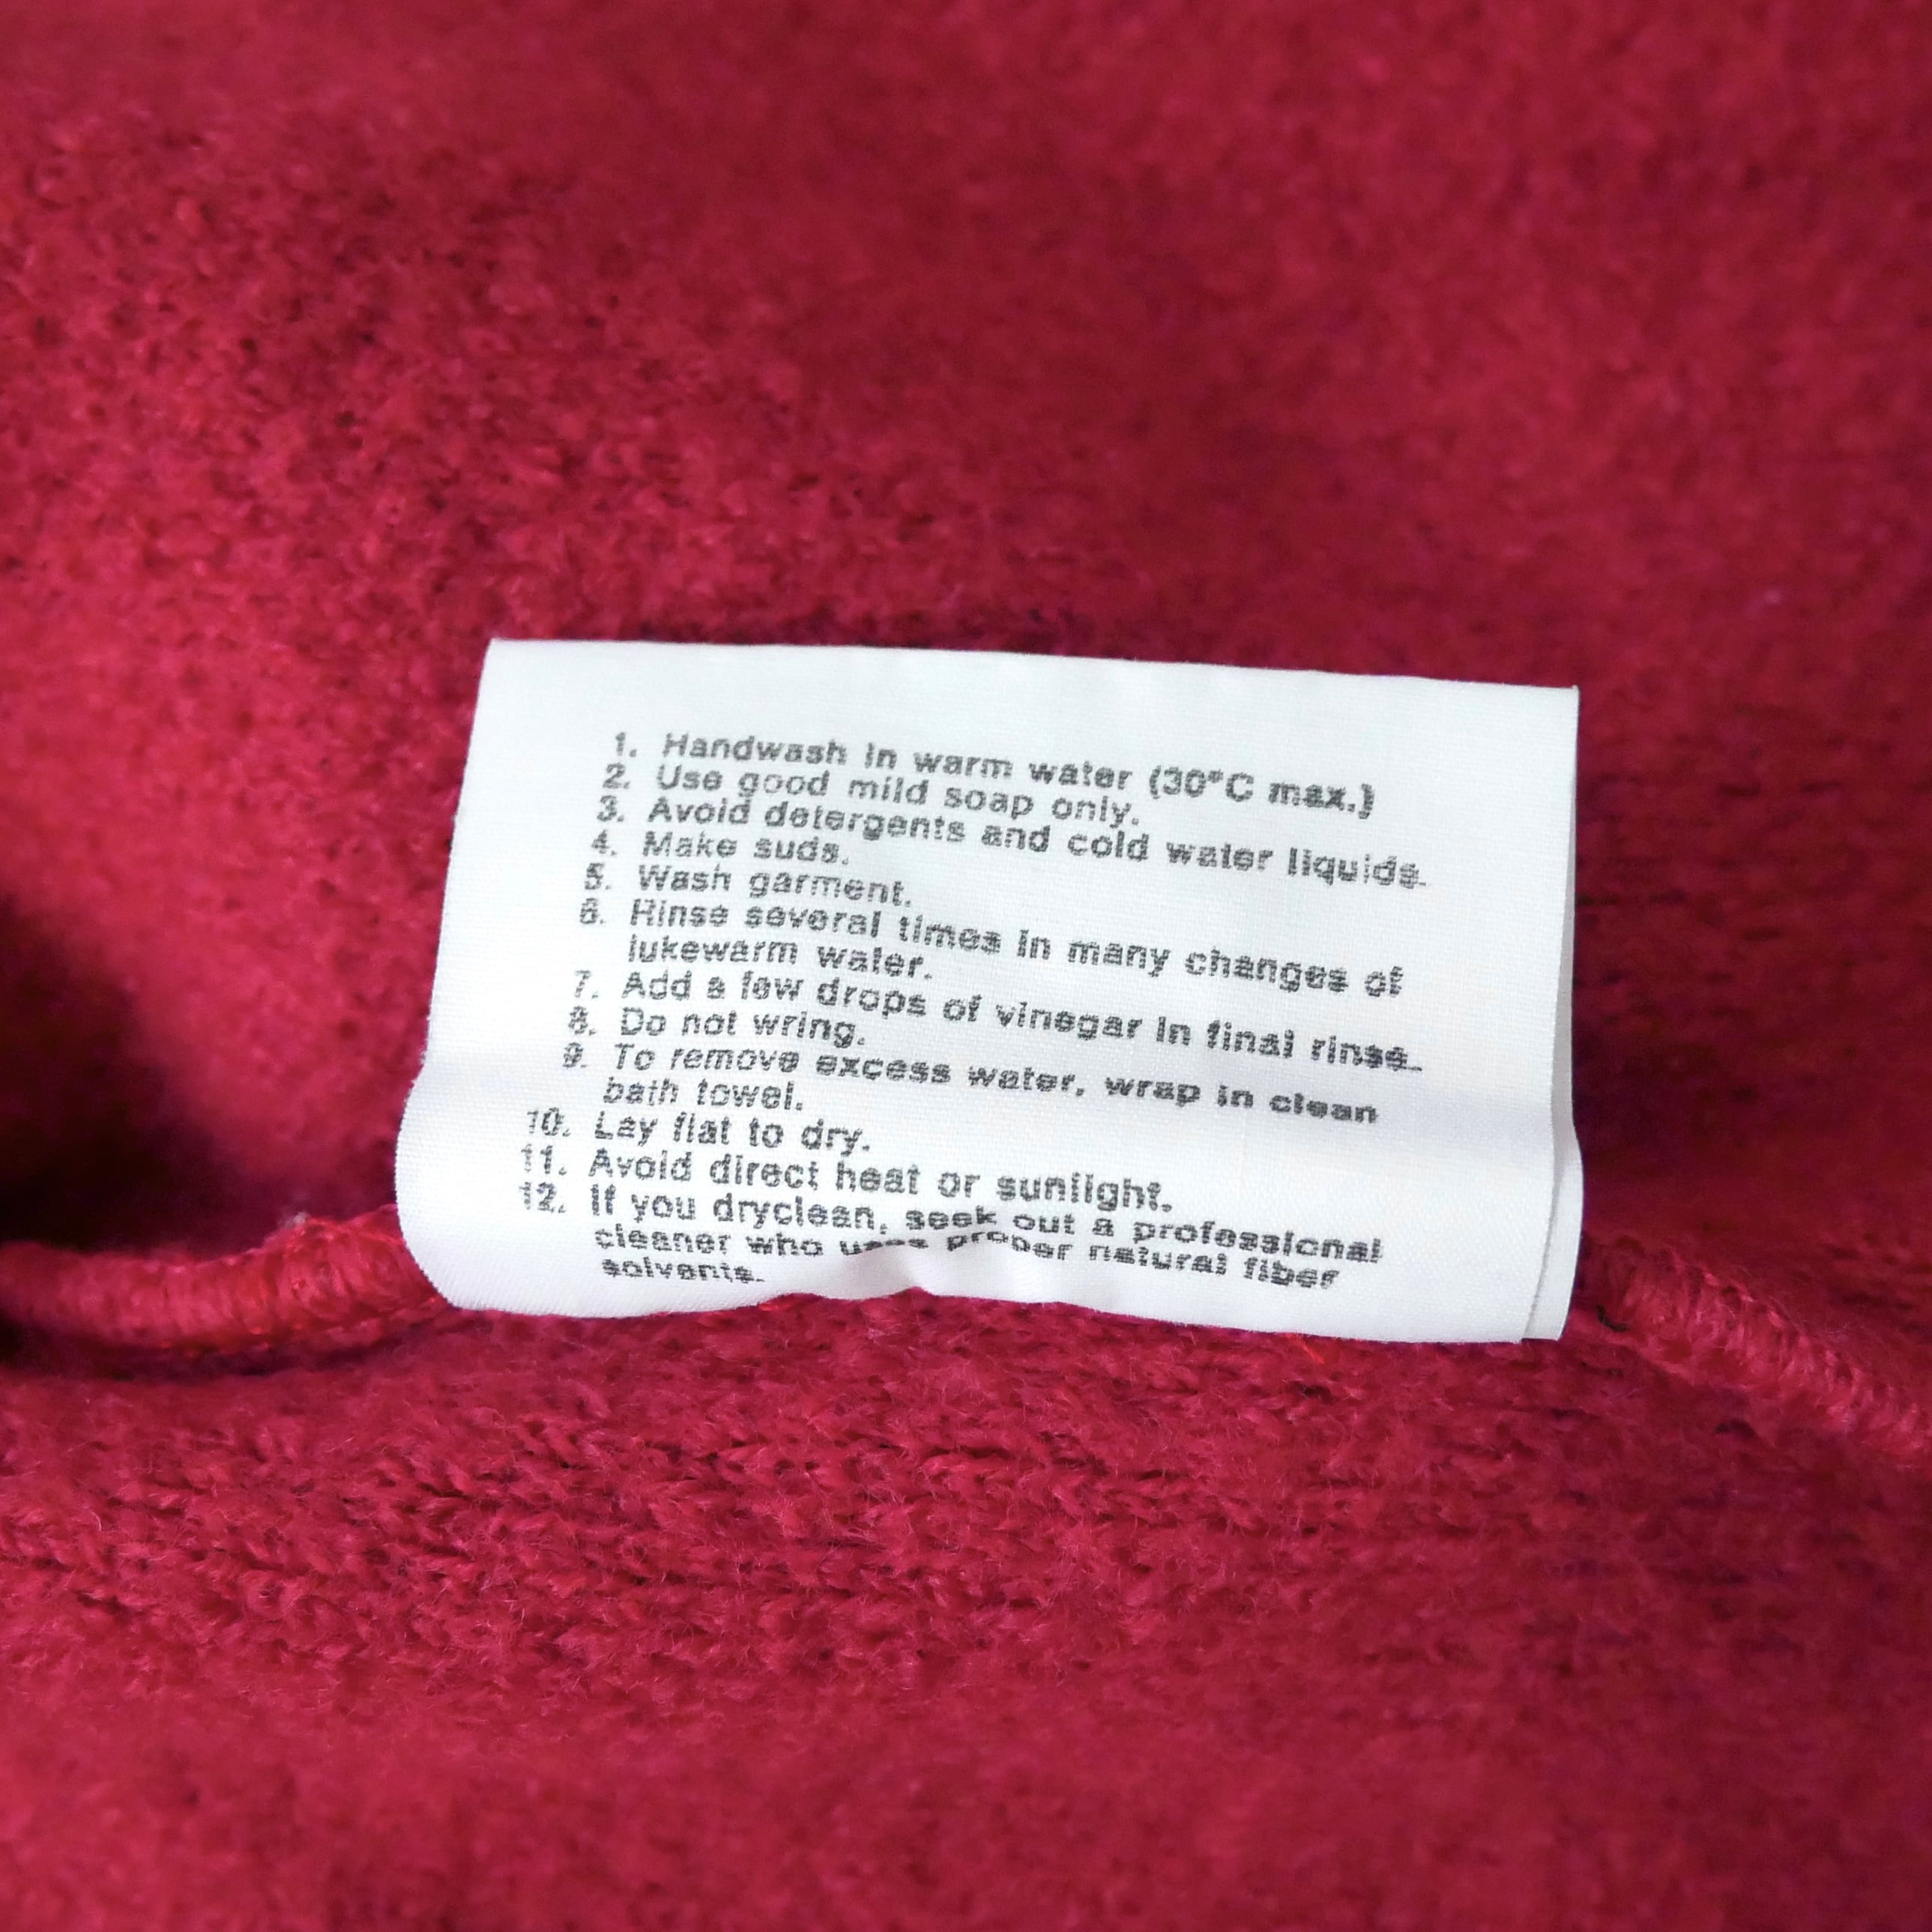 1. Handwash in warm water (30°C max.)
2. Use good mild soap only.
3. Avoid detergents and cold water liquids.
4. Make suds.
5. Wash garment.
6. Rinse several times in many changes of
lukewarm water.
7. Add a few drops of vinegar in final rinse.
8. Do not wring.
9. To remove excess water, wrap in clean
bath towel.
10. Lay flat to dry.
11. Avoid direct heat or sunlight.
12. If you dryclean, seek out a professional
cleaner who uses proper natural fiber
solvents.